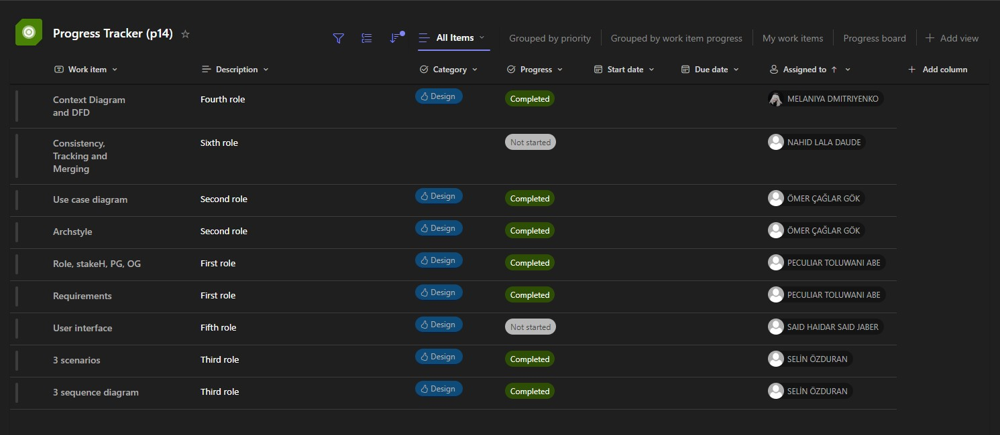 Progress Tracker (p14)
All Items
Grouped by priority
Grouped by work item progress
My work items
Progress board
Add view
Work item
Description
Category
Progress
Start date
Due date
Assigned to
Add column
Context Diagram
and DFD
Fourth role
Design
Completed
MELANIYA DMITRIYENKO
Consistency,
Tracking and
Merging
Sixth role
Not started
NAHID LALA DAUDE
Use case diagram
Second role
Design
Completed
ÖMER ÇAĞLAR GÖK
Archstyle
Second role
Design
Completed
ÖMER ÇAĞLAR GÖK
Role, stakeH, PG, OG
First role
Design
Completed
PECULIAR TOLUWANI ABE
Requirements
First role
Design
Completed
PECULIAR TOLUWANI ABE
User interface
Fifth role
Design
Not started
SAID HAIDAR SAID JABER
3 scenarios
Third role
Design
Completed
SELİN ÖZDURAN
3 sequence diagram
Third role
Design
Completed
SELİN ÖZDURAN